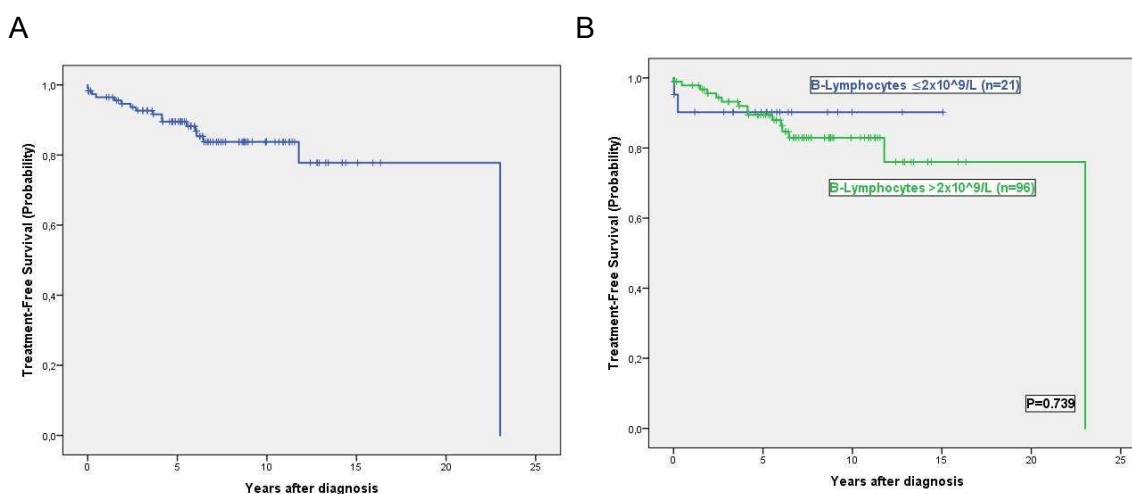 A
Treatment-Free Survival (Probability)
1,0
0,8
0,6
0,4
0,2
0,0
0 5 10 15 20 25
Years after diagnosis
B
Treatment-Free Survival (Probability)
1,0
0,8
0,6
0,4
0,2
0,0
B-Lymphocytes ≤2x10^9/L (n=21)
B-Lymphocytes >2x10^9/L (n=96)
P=0.739
0 5 10 15 20 25
Years after diagnosis